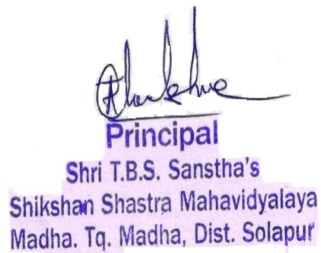 Principal
Shri T.B.S. Sanstha's
Shikshan Shastra Mahavidyalaya
Madha. Tq. Madha, Dist. Solapur